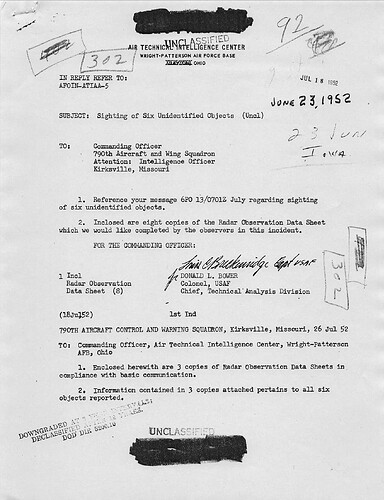 92
UNCLASSIFIED
302
AIR TECHNICAL INTELLIGENCE CENTER
WRIGHT-PATTERSON AIR FORCE BASE
OHIO
IN REPLY REFER TO:
AFOIN-ATIAA-5
JUL 18 1952
JUNE 23, 1952
SUBJECT: Sighting of Six Unidentified Objects (Uncl)
23 Jun
Iowa
TO: Commanding Officer
790th Aircraft and Wing Squadron
Attention: Intelligence Officer
Kirksville, Missouri
1. Reference your message 6PO 13/0701Z July regarding sighting
of six unidentified objects.
2. Inclosed are eight copies of the Radar Observation Data Sheet
which we would like completed by the observers in this incident.
FOR THE COMMANDING OFFICER:
Capt USAF
302
1 Incl
Radar Observation
Data Sheet (8)
for DONALD L. BOWER
Colonel, USAF
Chief, Technical Analysis Division
(18Jul52) 1st Ind
790TH AIRCRAFT CONTROL AND WARNING SQUADRON, Kirksville, Missouri, 26 Jul 52
TO: Commanding Officer, Air Technical Intelligence Center, Wright-Patterson
AFB, Ohio
1. Enclosed herewith are 3 copies of Radar Observation Data Sheets in
compliance with basic communication.
2. Information contained in 3 copies attached pertains to all six
objects reported.
DOWNGRADED AT 3 YEAR INTERVALS;
DECLASSIFIED AFTER 12 YEARS.
DOD DIR 5200.10
UNCLASSIFIED